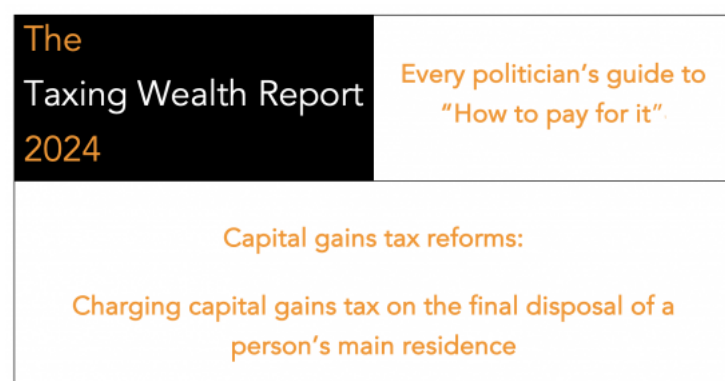 The
Taxing Wealth Report
2024
Every politician’s guide to
“How to pay for it”
Capital gains tax reforms:
Charging capital gains tax on the final disposal of a
person’s main residence